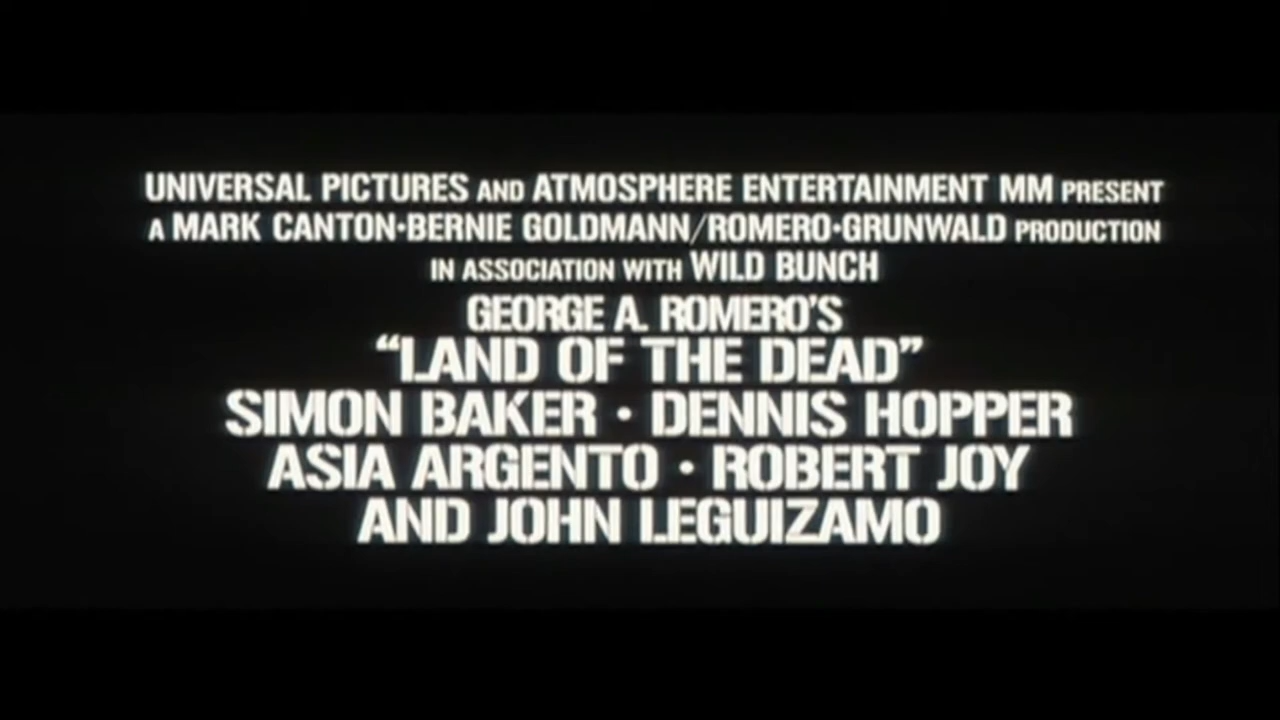 UNIVERSAL PICTURES AND ATMOSPHERE ENTERTAINMENT MM PRESENT
A MARK CANTON•BERNIE GOLDMANN/ROMERO•GRUNWALD PRODUCTION
IN ASSOCIATION WITH WILD BUNCH
GEORGE A. ROMERO'S
“LAND OF THE DEAD”
SIMON BAKER • DENNIS HOPPER
ASIA ARGENTO • ROBERT JOY
AND JOHN LEGUIZAMO